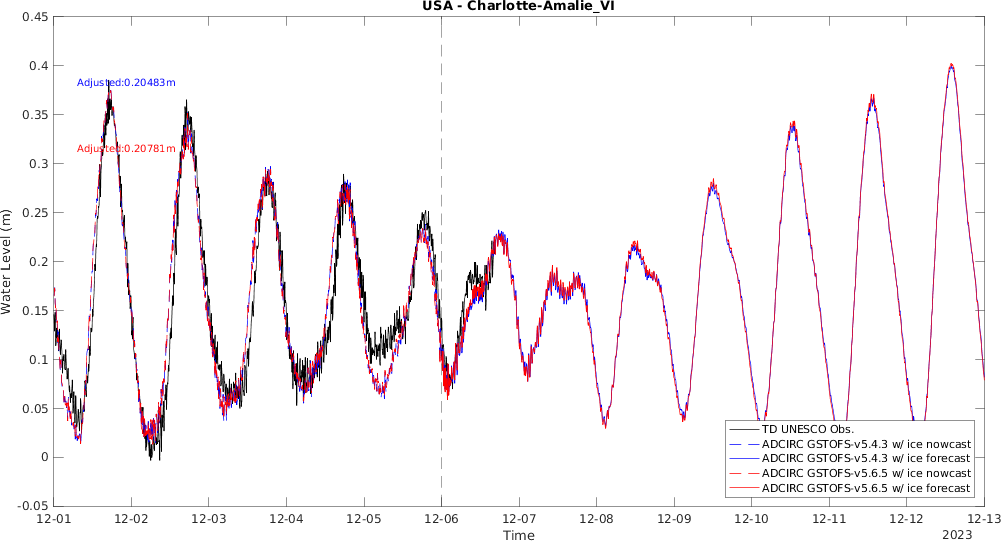 USA - Charlotte-Amalie_VI
0.45
0.4
0.35
0.3
0.25
0.2
0.15
0.1
0.05
0
-0.05
Water Level (m)
Adjusted:0.20483m
Adjusted:0.20781m
TD UNESCO Obs.
ADCIRC GSTOFS-v5.4.3 w/ ice nowcast
ADCIRC GSTOFS-v5.4.3 w/ ice forecast
ADCIRC GSTOFS-v5.6.5 w/ ice nowcast
ADCIRC GSTOFS-v5.6.5 w/ ice forecast
12-01 12-02 12-03 12-04 12-05 12-06 12-07 12-08 12-09 12-10 12-11 12-12 12-13
Time
2023